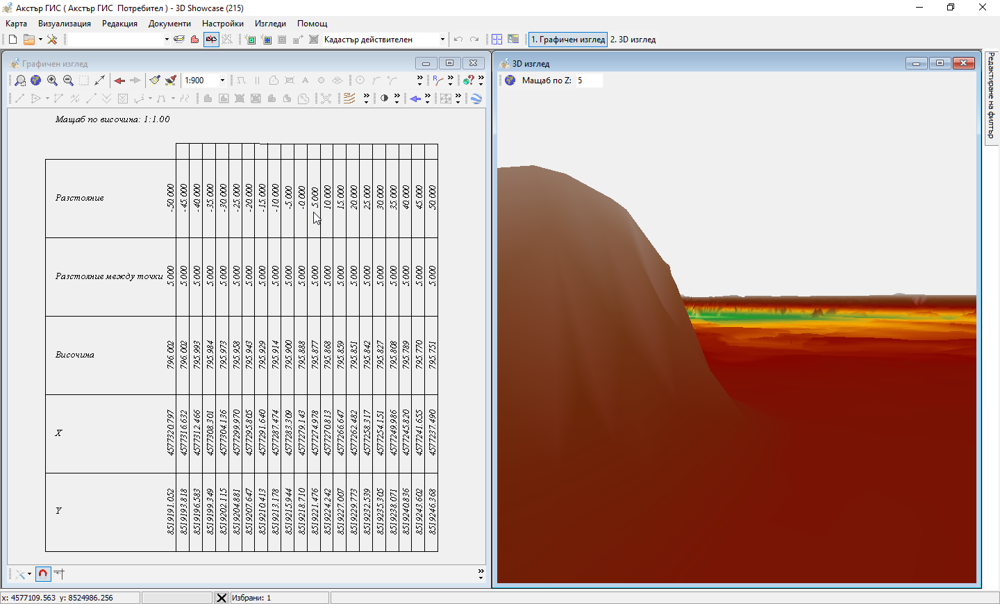 Акстър ГИС ( Акстър ГИС Потребител ) - 3D Showcase (215)
Карта Визуализация Редакция Документи Настройки Изгледи Помощ
Кадастър действителен 1. Графичен изглед 2. 3D изглед
Графичен изглед
1:900
Мащаб по височина: 1:1.00
Разстояние -50.000 -45.000 -40.000 -35.000 -30.000 -25.000 -20.000 -15.000 -10.000 -5.000 -0.000 5.000 10.000 15.000 20.000 25.000 30.000 35.000 40.000 45.000 50.000
Разстояние между точки 5.000 5.000 5.000 5.000 5.000 5.000 5.000 5.000 5.000 5.000 5.000 5.000 5.000 5.000 5.000 5.000 5.000 5.000 5.000 5.000 5.000
Височина 796.002 796.002 795.993 795.984 795.973 795.958 795.943 795.929 795.914 795.900 795.888 795.877 795.868 795.859 795.851 795.842 795.827 795.808 795.789 795.770 795.751
X 4577320.797 4577316.632 4577312.466 4577308.301 4577304.136 4577299.970 4577295.805 4577291.640 4577287.474 4577283.309 4577279.143 4577274.978 4577270.813 4577266.647 4577262.482 4577258.317 4577254.151 4577249.986 4577245.820 4577241.655 4577237.490
Y 8519191.052 8519193.818 8519196.583 8519199.349 8519202.115 8519204.881 8519207.647 8519210.413 8519213.178 8519215.944 8519218.710 8519221.476 8519224.242 8519227.007 8519229.773 8519232.539 8519235.305 8519238.071 8519240.836 8519243.602 8519246.368
3D изглед
Мащаб по Z: 5
Редактиране на филтър
x: 4577109.563 y: 8524986.256 Избрани: 1